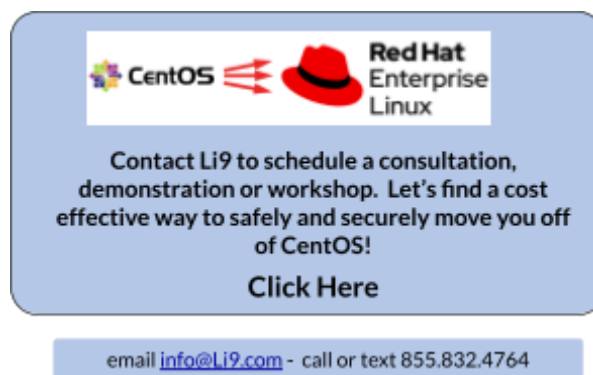 CentOS
Red Hat
Enterprise
Linux
Contact Li9 to schedule a consultation,
demonstration or workshop. Let's find a cost
effective way to safely and securely move you off
of CentOS!
Click Here
email info@Li9.com - call or text 855.832.4764